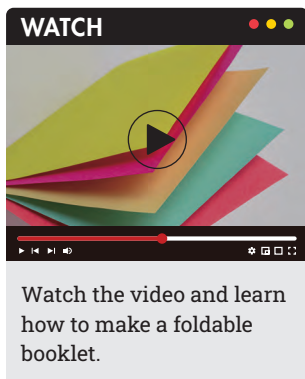 WATCH
Watch the video and learn
how to make a foldable
booklet.